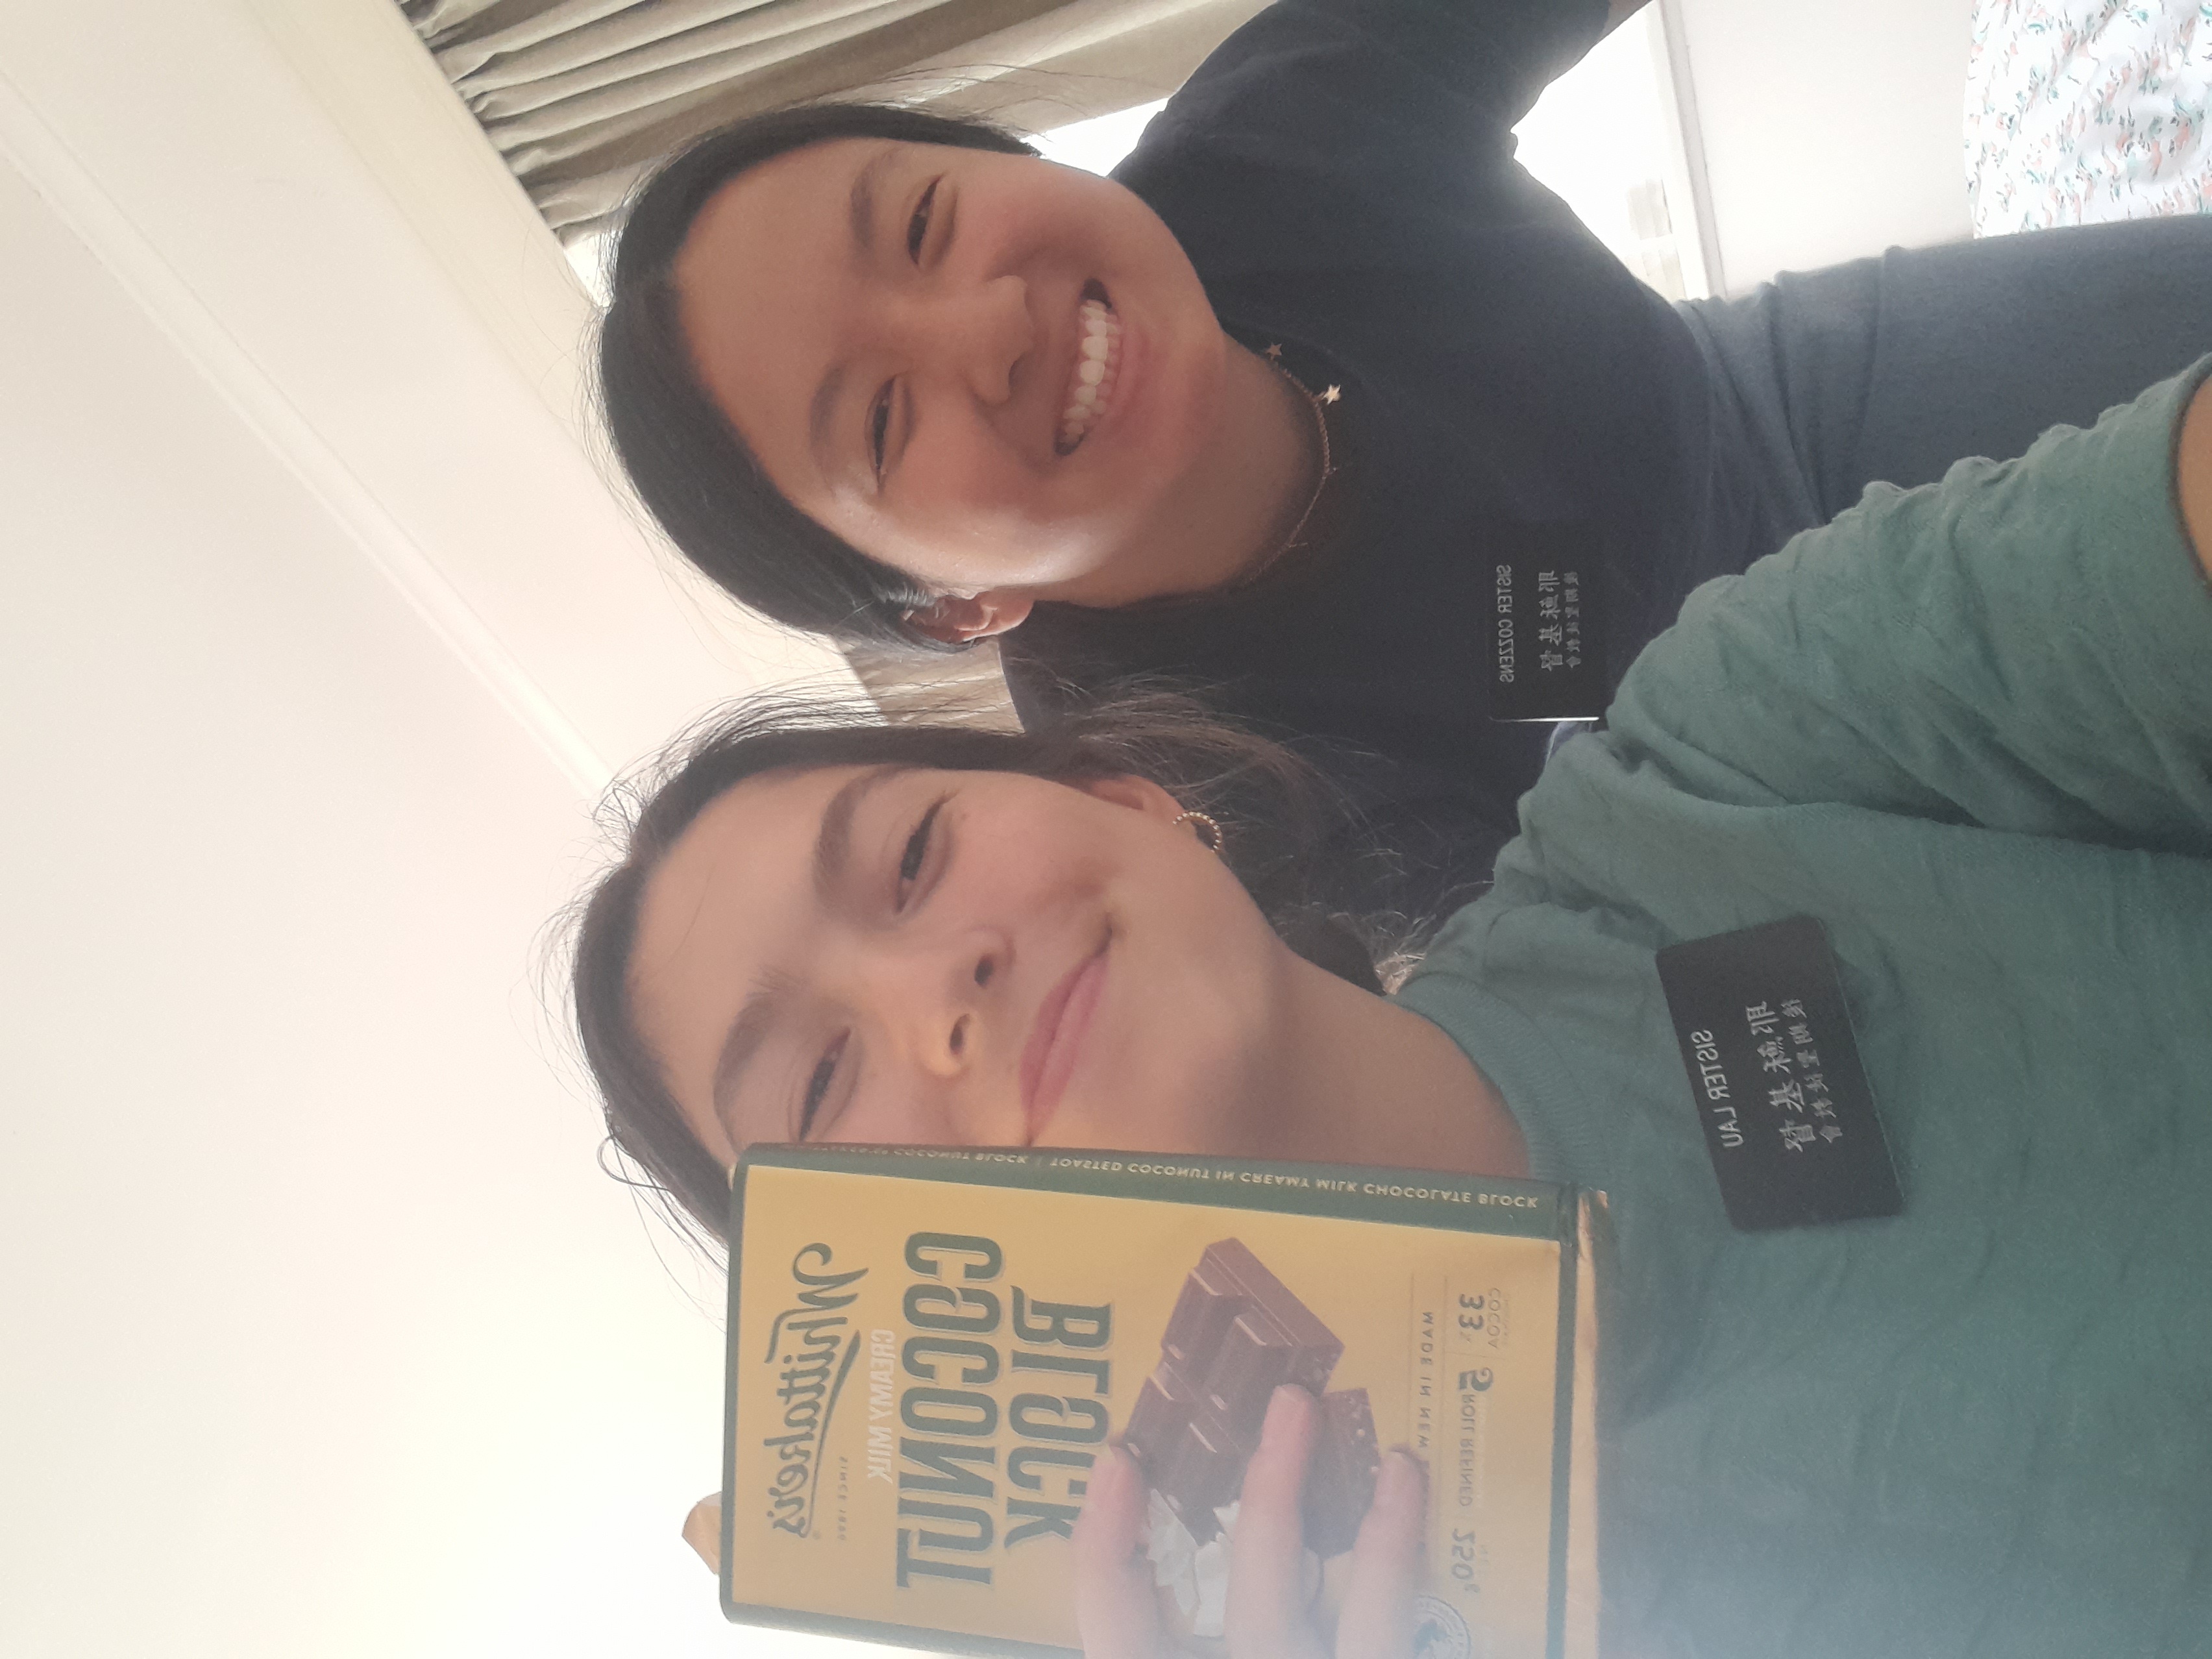 Whittaker's
SINCE 1896
CREAMY MILK
COCONUT
BLOCK
MADE IN NEW
33% COCOA
5 ROLL REFINED
250g
COCONUT BLOCK | TOASTED COCONUT IN CREAMY MILK CHOCOLATE BLOCK
SISTER LAU
耶穌基督
後期聖徒教會
SISTER COZZENS
耶穌基督
後期聖徒教會